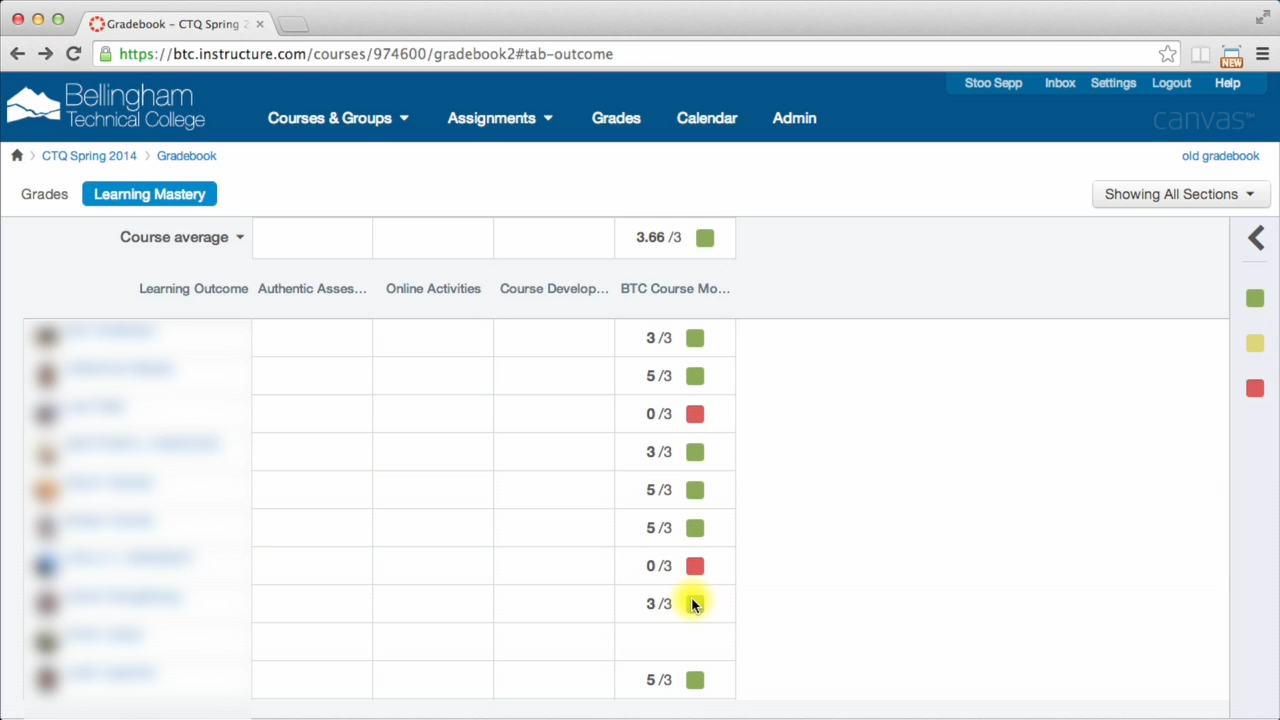 Gradebook – CTQ Spring 2
https://btc.instructure.com/courses/974600/gradebook2#tab-outcome
NEW
Stoo Sepp Inbox Settings Logout Help
Bellingham
Technical College
Courses & Groups Assignments Grades Calendar Admin
canvas
CTQ Spring 2014 Gradebook
old gradebook
Grades Learning Mastery
Showing All Sections
Course average 3.66 /3
Learning Outcome Authentic Asses... Online Activities Course Develop... BTC Course Mo...
3 /3
5 /3
0 /3
3 /3
5 /3
5 /3
0 /3
3 /3
5 /3